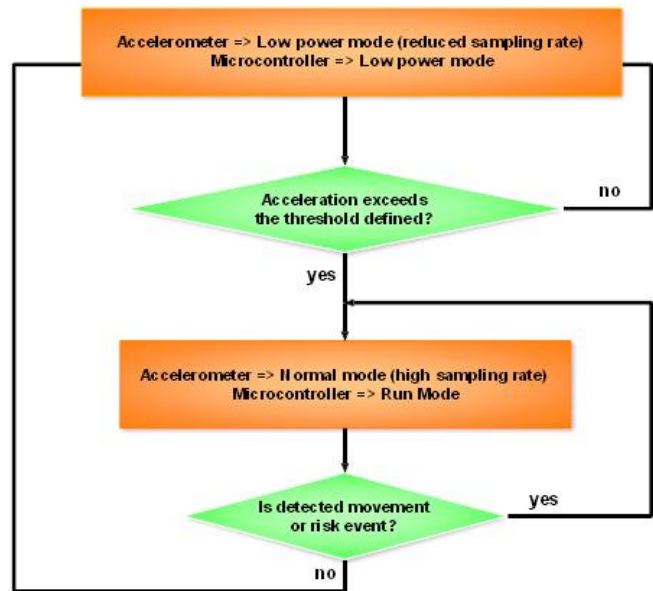 Accelerometer => Low power mode (reduced sampling rate)
Microcontroller => Low power mode
Acceleration exceeds
the threshold defined?
no
yes
Accelerometer => Normal mode (high sampling rate)
Microcontroller => Run Mode
Is detected movement
or risk event?
yes
no